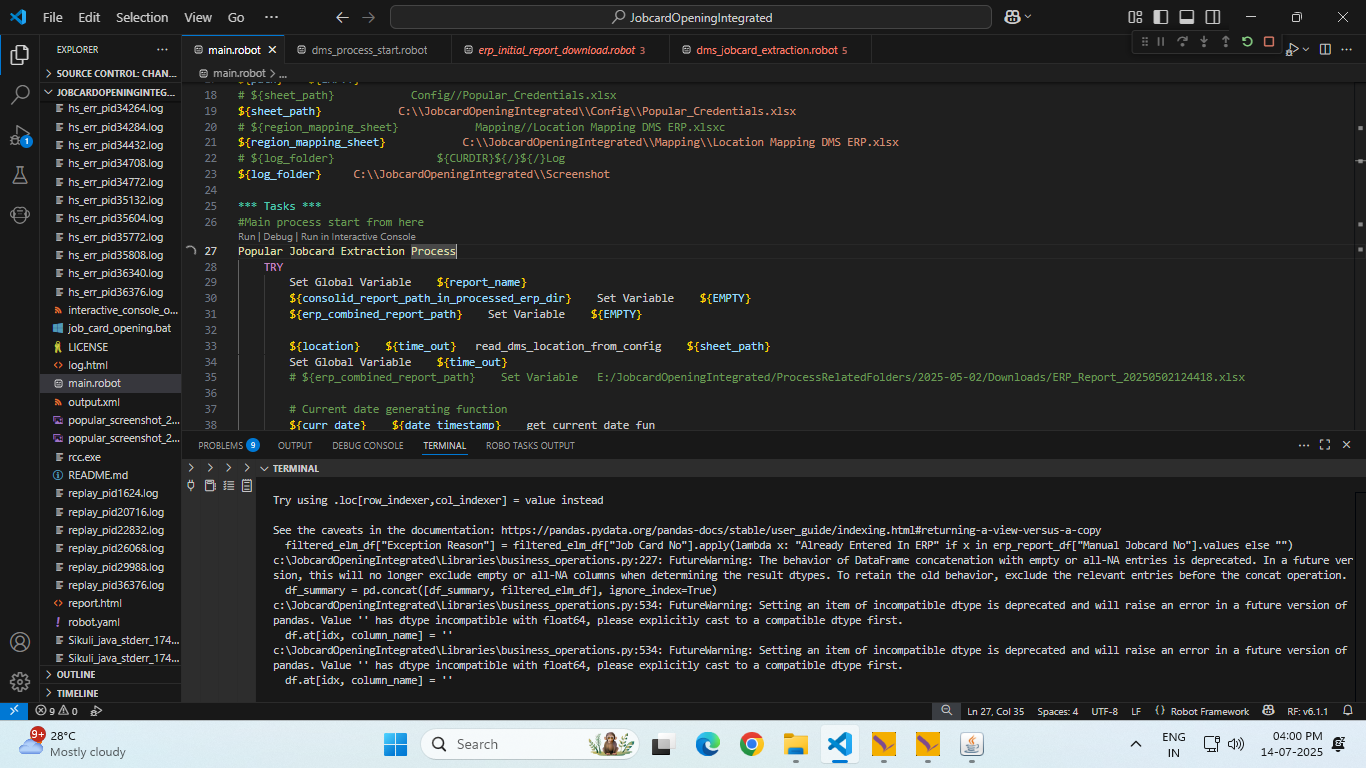 File Edit Selection View Go ···
JobcardOpeningIntegrated
EXPLORER
SOURCE CONTROL: CHAN...
JOBCARDOPENINGINTEG...
hs_err_pid34264.log
hs_err_pid34284.log
hs_err_pid34432.log
hs_err_pid34708.log
hs_err_pid34772.log
hs_err_pid35132.log
hs_err_pid35604.log
hs_err_pid35772.log
hs_err_pid35808.log
hs_err_pid36340.log
hs_err_pid36376.log
interactive_console_o...
job_card_opening.bat
LICENSE
log.html
main.robot
output.xml
popular_screenshot_2...
popular_screenshot_2...
rcc.exe
README.md
replay_pid1624.log
replay_pid20716.log
replay_pid22832.log
replay_pid26068.log
replay_pid29988.log
replay_pid36376.log
report.html
robot.yaml
Sikuli_java_stderr_174...
Sikuli_java_stderr_174...
OUTLINE
TIMELINE
1
main.robot
dms_process_start.robot
erp_initial_report_download.robot 3
dms_jobcard_extraction.robot 5
main.robot > ...
18 # ${sheet_path} Config//Popular_Credentials.xlsx
19 ${sheet_path} C:\\JobcardOpeningIntegrated\\Config\\Popular_Credentials.xlsx
20 # ${region_mapping_sheet} Mapping//Location Mapping DMS ERP.xlsxc
21 ${region_mapping_sheet} C:\\JobcardOpeningIntegrated\\Mapping\\Location Mapping DMS ERP.xlsx
22 # ${log_folder} ${CURDIR}${/}${/}Log
23 ${log_folder} C:\\JobcardOpeningIntegrated\\Screenshot
24
25 *** Tasks ***
26 #Main process start from here
Run | Debug | Run in Interactive Console
27 Popular Jobcard Extraction Process
28 TRY
29 Set Global Variable ${report_name}
30 ${consolid_report_path_in_processed_erp_dir} Set Variable ${EMPTY}
31 ${erp_combined_report_path} Set Variable ${EMPTY}
32
33 ${location} ${time_out} read_dms_location_from_config ${sheet_path}
34 Set Global Variable ${time_out}
35 # ${erp_combined_report_path} Set Variable E:/JobcardOpeningIntegrated/ProcessRelatedFolders/2025-05-02/Downloads/ERP_Report_20250502124418.xlsx
36
37 # Current date generating function
38 ${curr_date} ${date_timestamp} get_current_date_fun
PROBLEMS 9 OUTPUT DEBUG CONSOLE TERMINAL ROBO TASKS OUTPUT
TERMINAL
Try using .loc[row_indexer,col_indexer] = value instead
See the caveats in the documentation: https://pandas.pydata.org/pandas-docs/stable/user_guide/indexing.html#returning-a-view-versus-a-copy
filtered_elm_df["Exception Reason"] = filtered_elm_df["Job Card No"].apply(lambda x: "Already Entered In ERP" if x in erp_report_df["Manual Jobcard No"].values else "")
c:\JobcardOpeningIntegrated\Libraries\business_operations.py:227: FutureWarning: The behavior of DataFrame concatenation with empty or all-NA entries is deprecated. In a future ver
sion, this will no longer exclude empty or all-NA columns when determining the result dtypes. To retain the old behavior, exclude the relevant entries before the concat operation.
df_summary = pd.concat([df_summary, filtered_elm_df], ignore_index=True)
c:\JobcardOpeningIntegrated\Libraries\business_operations.py:534: FutureWarning: Setting an item of incompatible dtype is deprecated and will raise an error in a future version of
pandas. Value '' has dtype incompatible with float64, please explicitly cast to a compatible dtype first.
df.at[idx, column_name] = ''
c:\JobcardOpeningIntegrated\Libraries\business_operations.py:534: FutureWarning: Setting an item of incompatible dtype is deprecated and will raise an error in a future version of
pandas. Value '' has dtype incompatible with float64, please explicitly cast to a compatible dtype first.
df.at[idx, column_name] = ''
9 0
Ln 27, Col 35 Spaces: 4 UTF-8 LF Robot Framework RF: v6.1.1
9+
28°C
Mostly cloudy
Search
ENG
IN
04:00 PM
14-07-2025